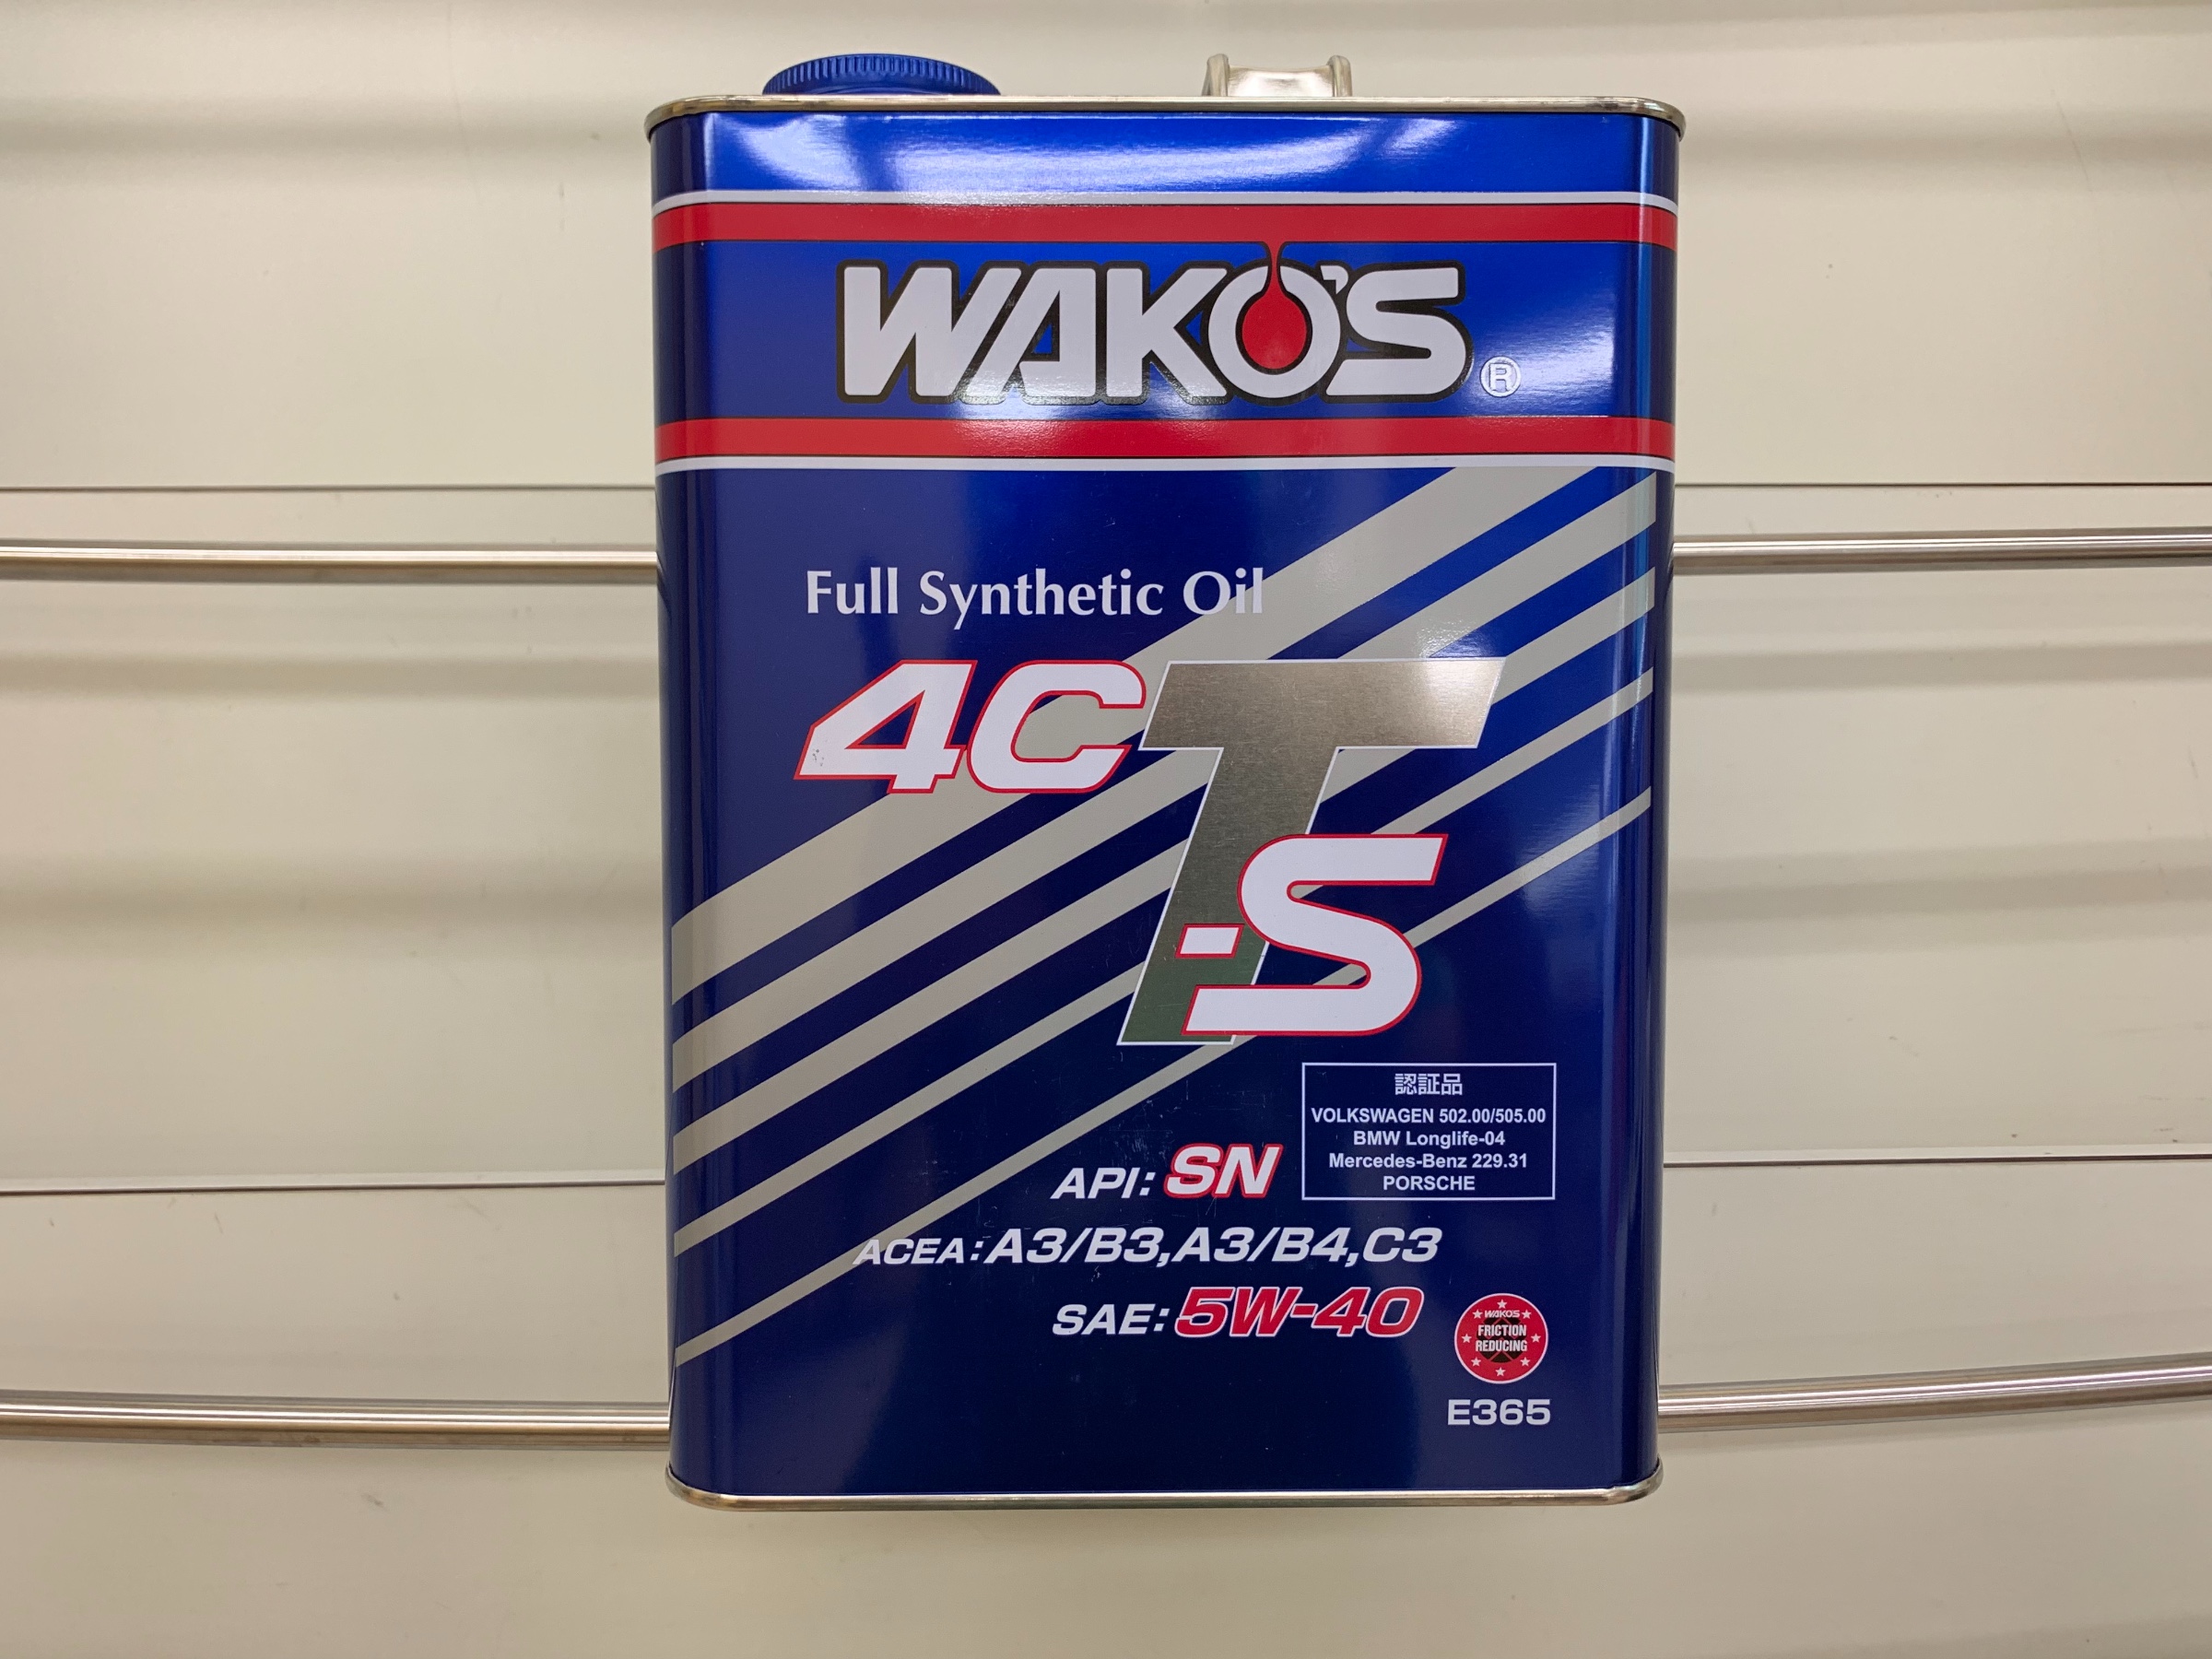 WAKO'S®
Full Synthetic Oil
4CT-S
認証品
VOLKSWAGEN 502.00/505.00
BMW Longlife-04
Mercedes-Benz 229.31
PORSCHE
API: SN
ACEA: A3/B3,A3/B4,C3
SAE: 5W-40
WAKO'S
FRICTION
REDUCING
E365